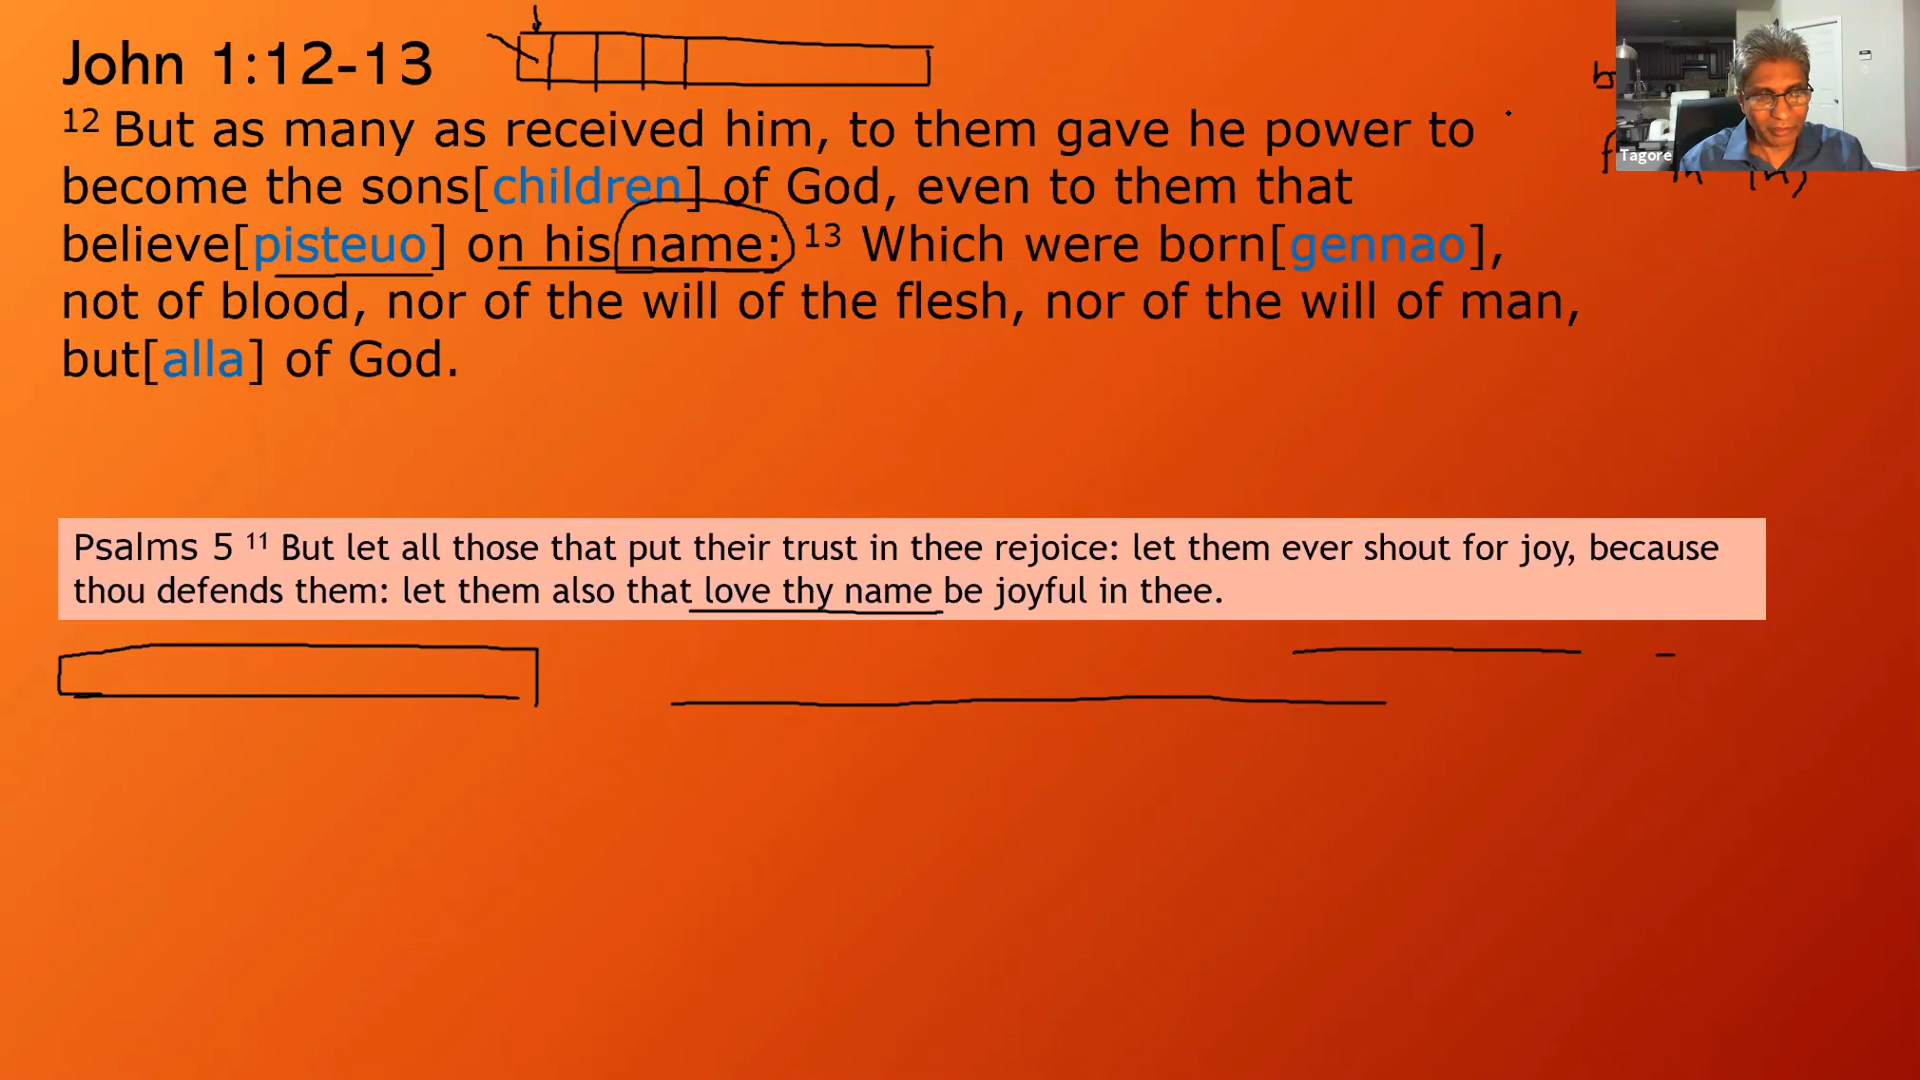 John 1:12-13
12 But as many as received him, to them gave he power to
become the sons[children] of God, even to them that
believe[pisteuo] on his name: 13 Which were born[gennao],
not of blood, nor of the will of the flesh, nor of the will of man,
but[alla] of God.
Tagore
Psalms 5 11 But let all those that put their trust in thee rejoice: let them ever shout for joy, because
thou defends them: let them also that love thy name be joyful in thee.